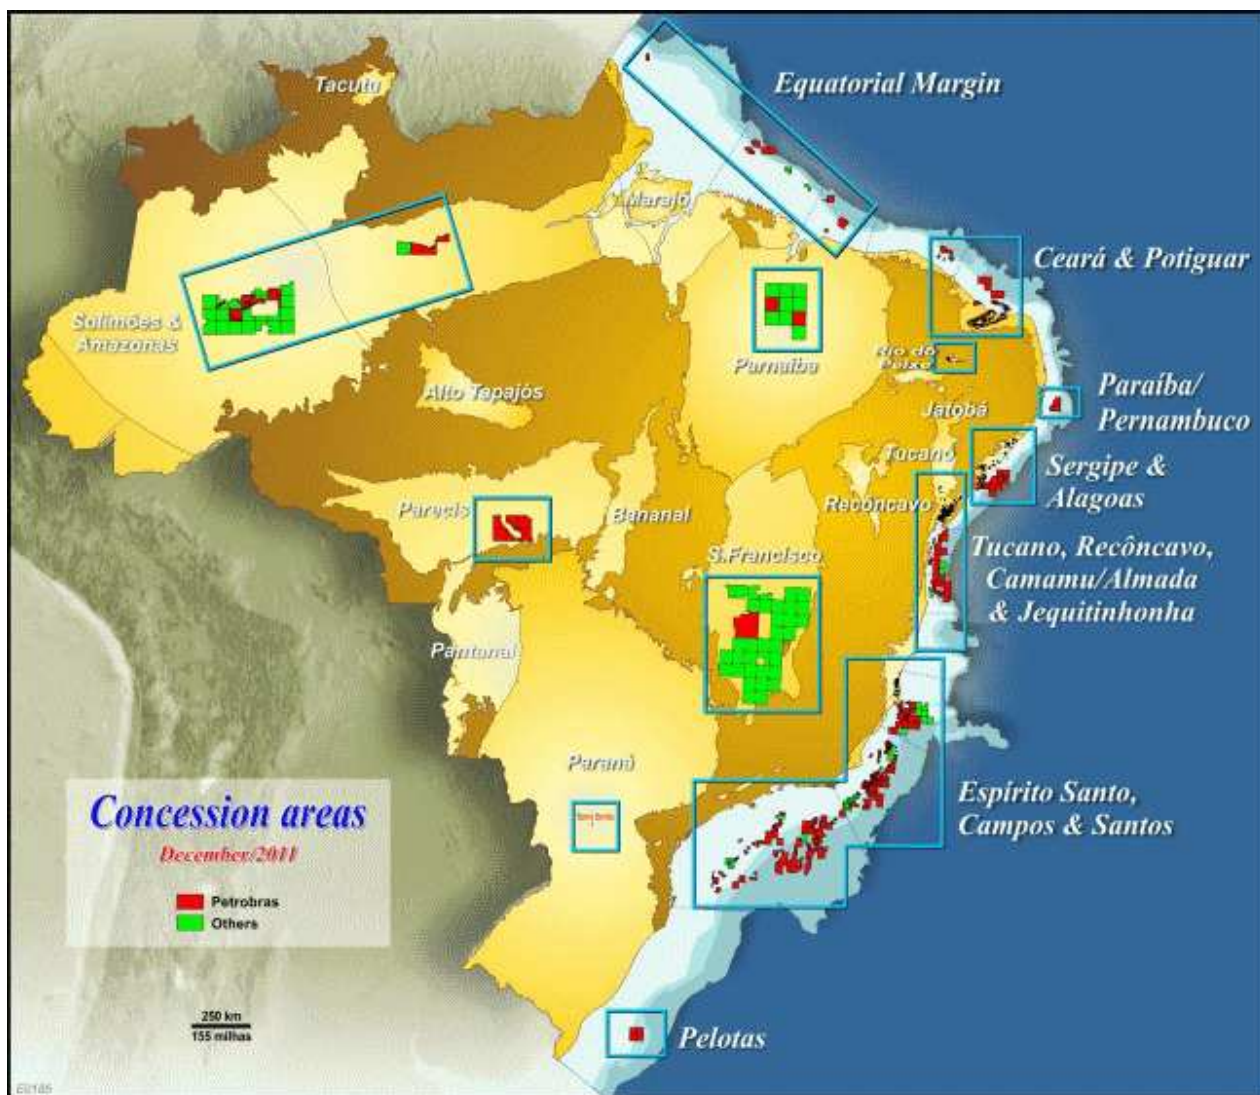 Equatorial Margin
Tacutu
Marajó
Ceará & Potiguar
Solimões &
Amazonas
Parnaíba
Rio do
Peixe
Alto Tapajós
Jatobá
Paraíba/
Pernambuco
Tucano
Sergipe &
Alagoas
Parecis
Bananal
Recôncavo
S.Francisco
Tucano, Recôncavo,
Camamu/Almada
& Jequitinhonha
Pantanal
Paraná
Espírito Santo,
Campos & Santos
Concession areas
December/2011
Petrobras
Others
250 km
155 milhas
Pelotas